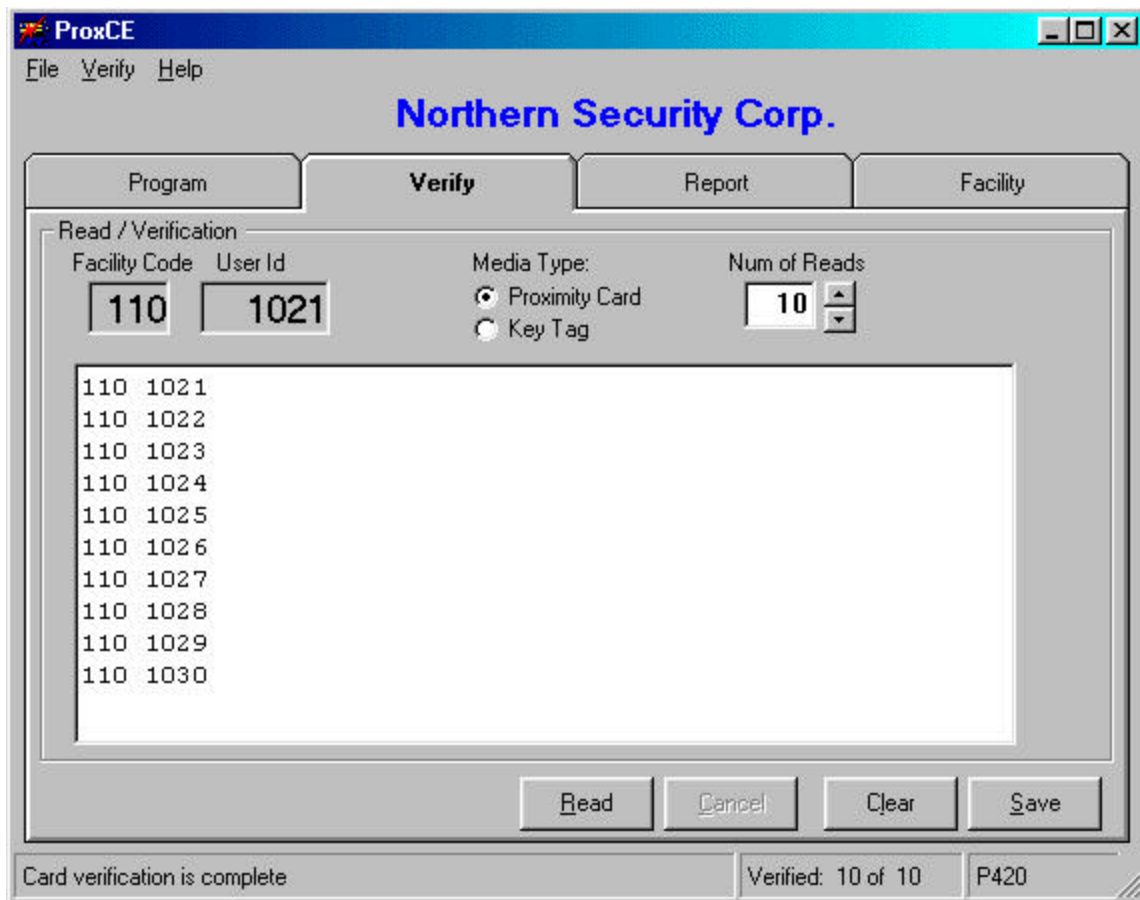 ProxCE
File Verify Help
Northern Security Corp.
Program Verify Report Facility
Read / Verification
Facility Code User Id Media Type: Num of Reads
110 1021 Proximity Card 10
Key Tag
110 1021
110 1022
110 1023
110 1024
110 1025
110 1026
110 1027
110 1028
110 1029
110 1030
Read Cancel Clear Save
Card verification is complete Verified: 10 of 10 P420